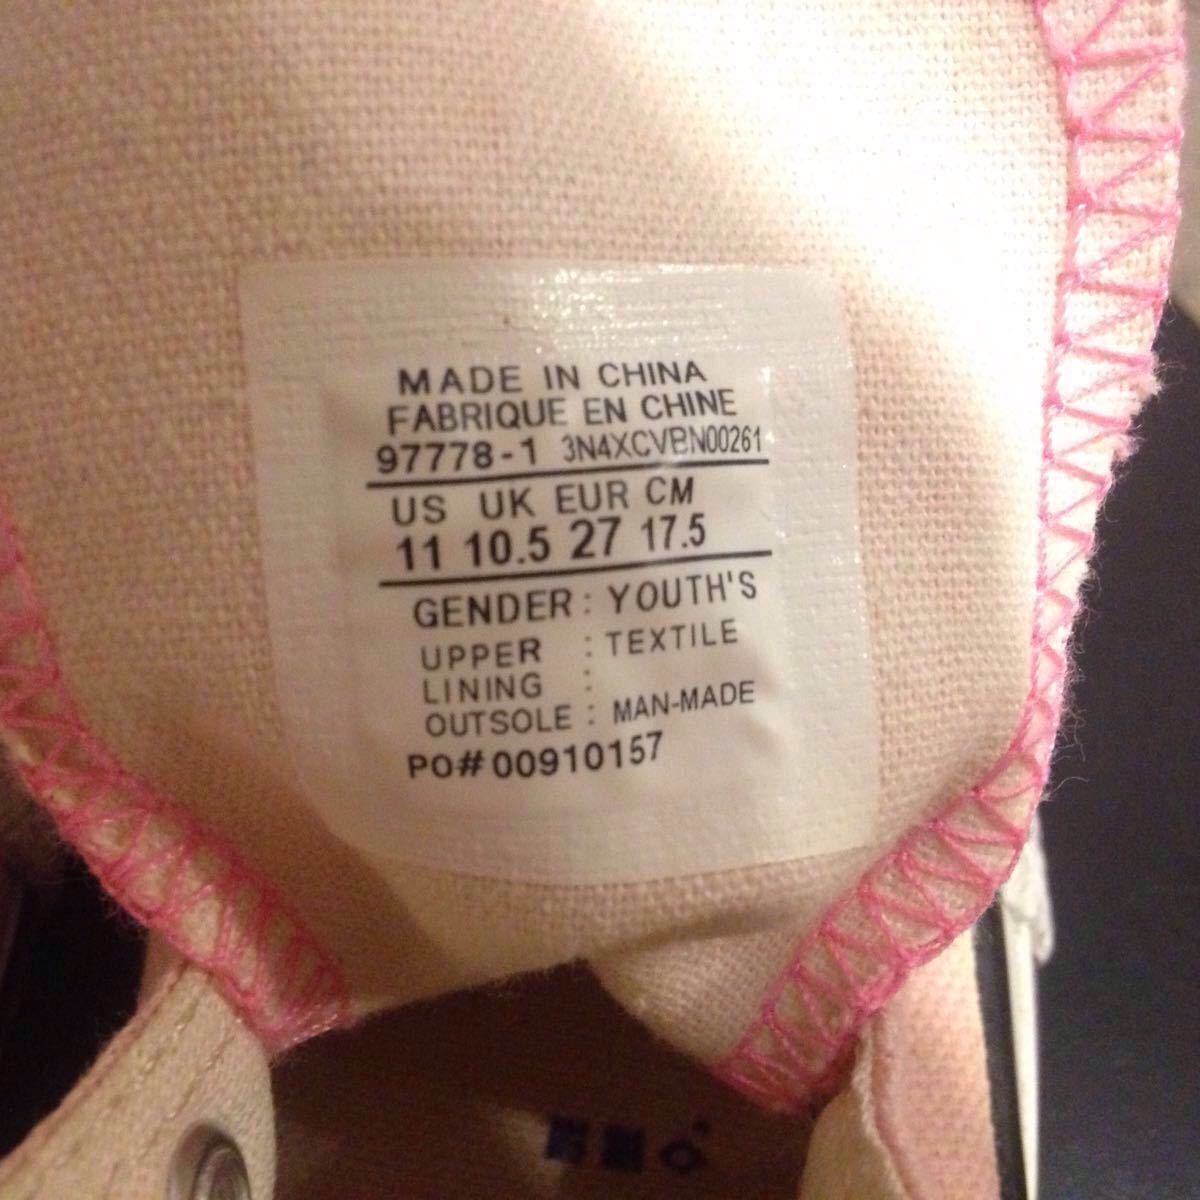 MADE IN CHINA
FABRIQUE EN CHINE
97778-1 3N4XCVBN00261
US UK EUR CM
11 10.5 27 17.5
GENDER : YOUTH'S
UPPER : TEXTILE
LINING :
OUTSOLE : MAN-MADE
PO#00910157